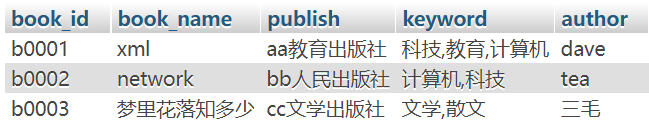 book_id book_name publish keyword author
b0001 xml aa教育出版社 科技,教育,计算机 dave
b0002 network bb人民出版社 计算机,科技 tea
b0003 梦里花落知多少 cc文学出版社 文学,散文 三毛